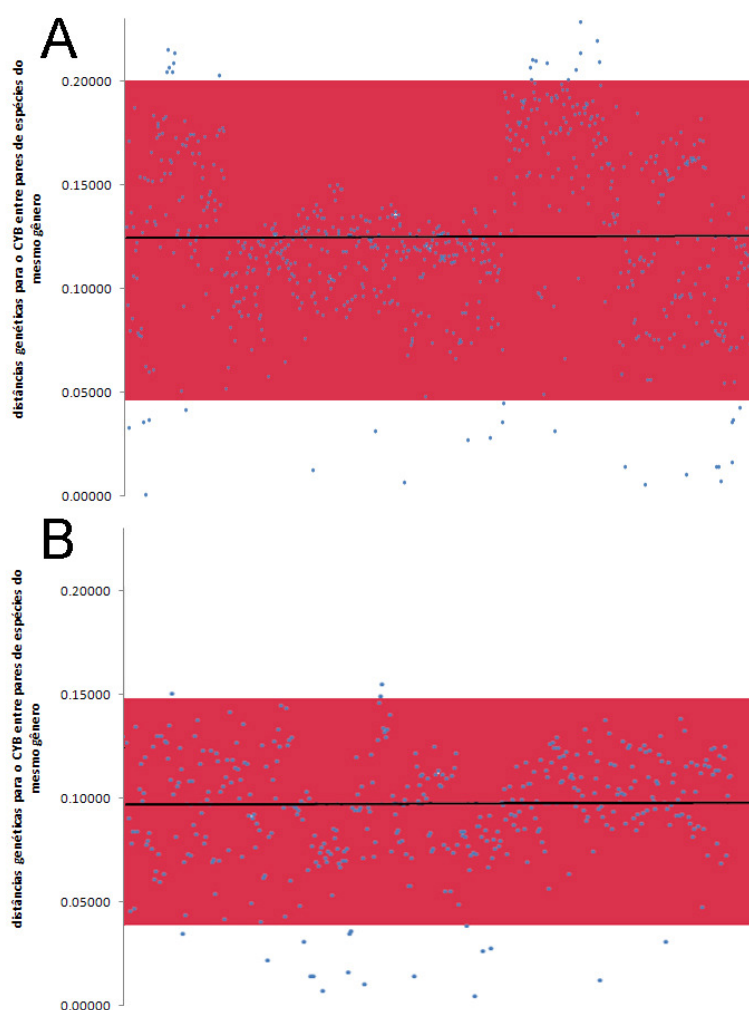 A
distâncias genéticas para o CYB entre pares de espécies do
mesmo gênero
0.20000
0.15000
0.10000
0.05000
0.00000
B
distâncias genéticas para o CYB entre pares de espécies do
mesmo gênero
0.20000
0.15000
0.10000
0.05000
0.00000